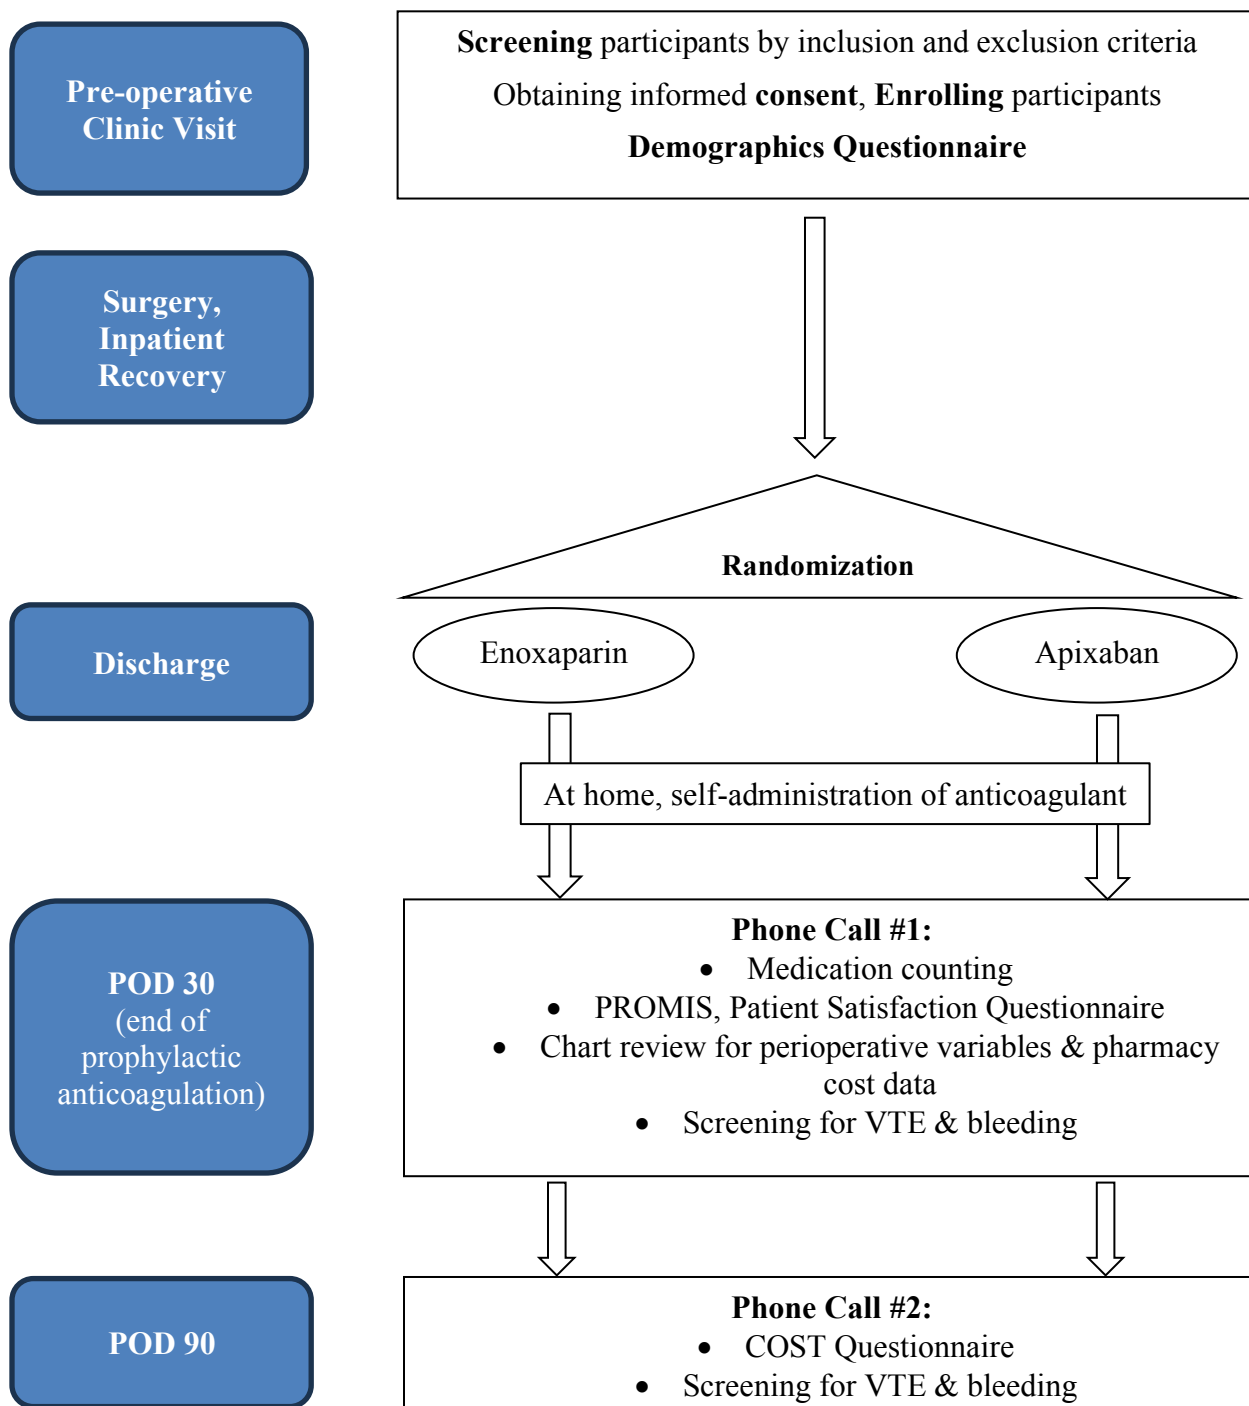 Pre-operative
Clinic Visit
Screening participants by inclusion and exclusion criteria
Obtaining informed consent, Enrolling participants
Demographics Questionnaire
Surgery,
Inpatient
Recovery
Randomization
Discharge
Enoxaparin
Apixaban
At home, self-administration of anticoagulant
POD 30
(end of
prophylactic
anticoagulation)
Phone Call #1:
• Medication counting
• PROMIS, Patient Satisfaction Questionnaire
• Chart review for perioperative variables & pharmacy
cost data
• Screening for VTE & bleeding
POD 90
Phone Call #2:
• COST Questionnaire
• Screening for VTE & bleeding